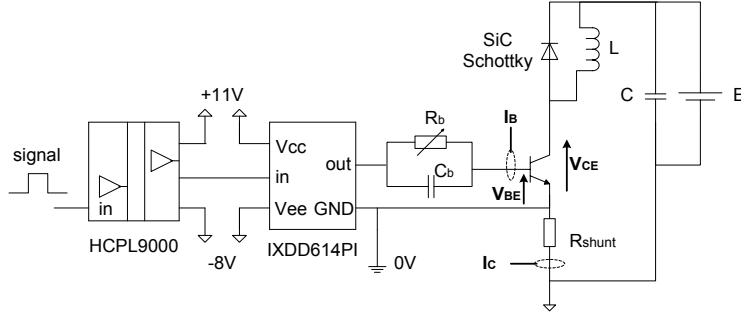 SiC
Schottky
L
C
E
+11V
Rb
IB
signal
Vcc
out
Cb
VCE
in
in
VBE
Vee GND
HCPL9000
-8V
IXDD614PI
0V
Rshunt
Ic